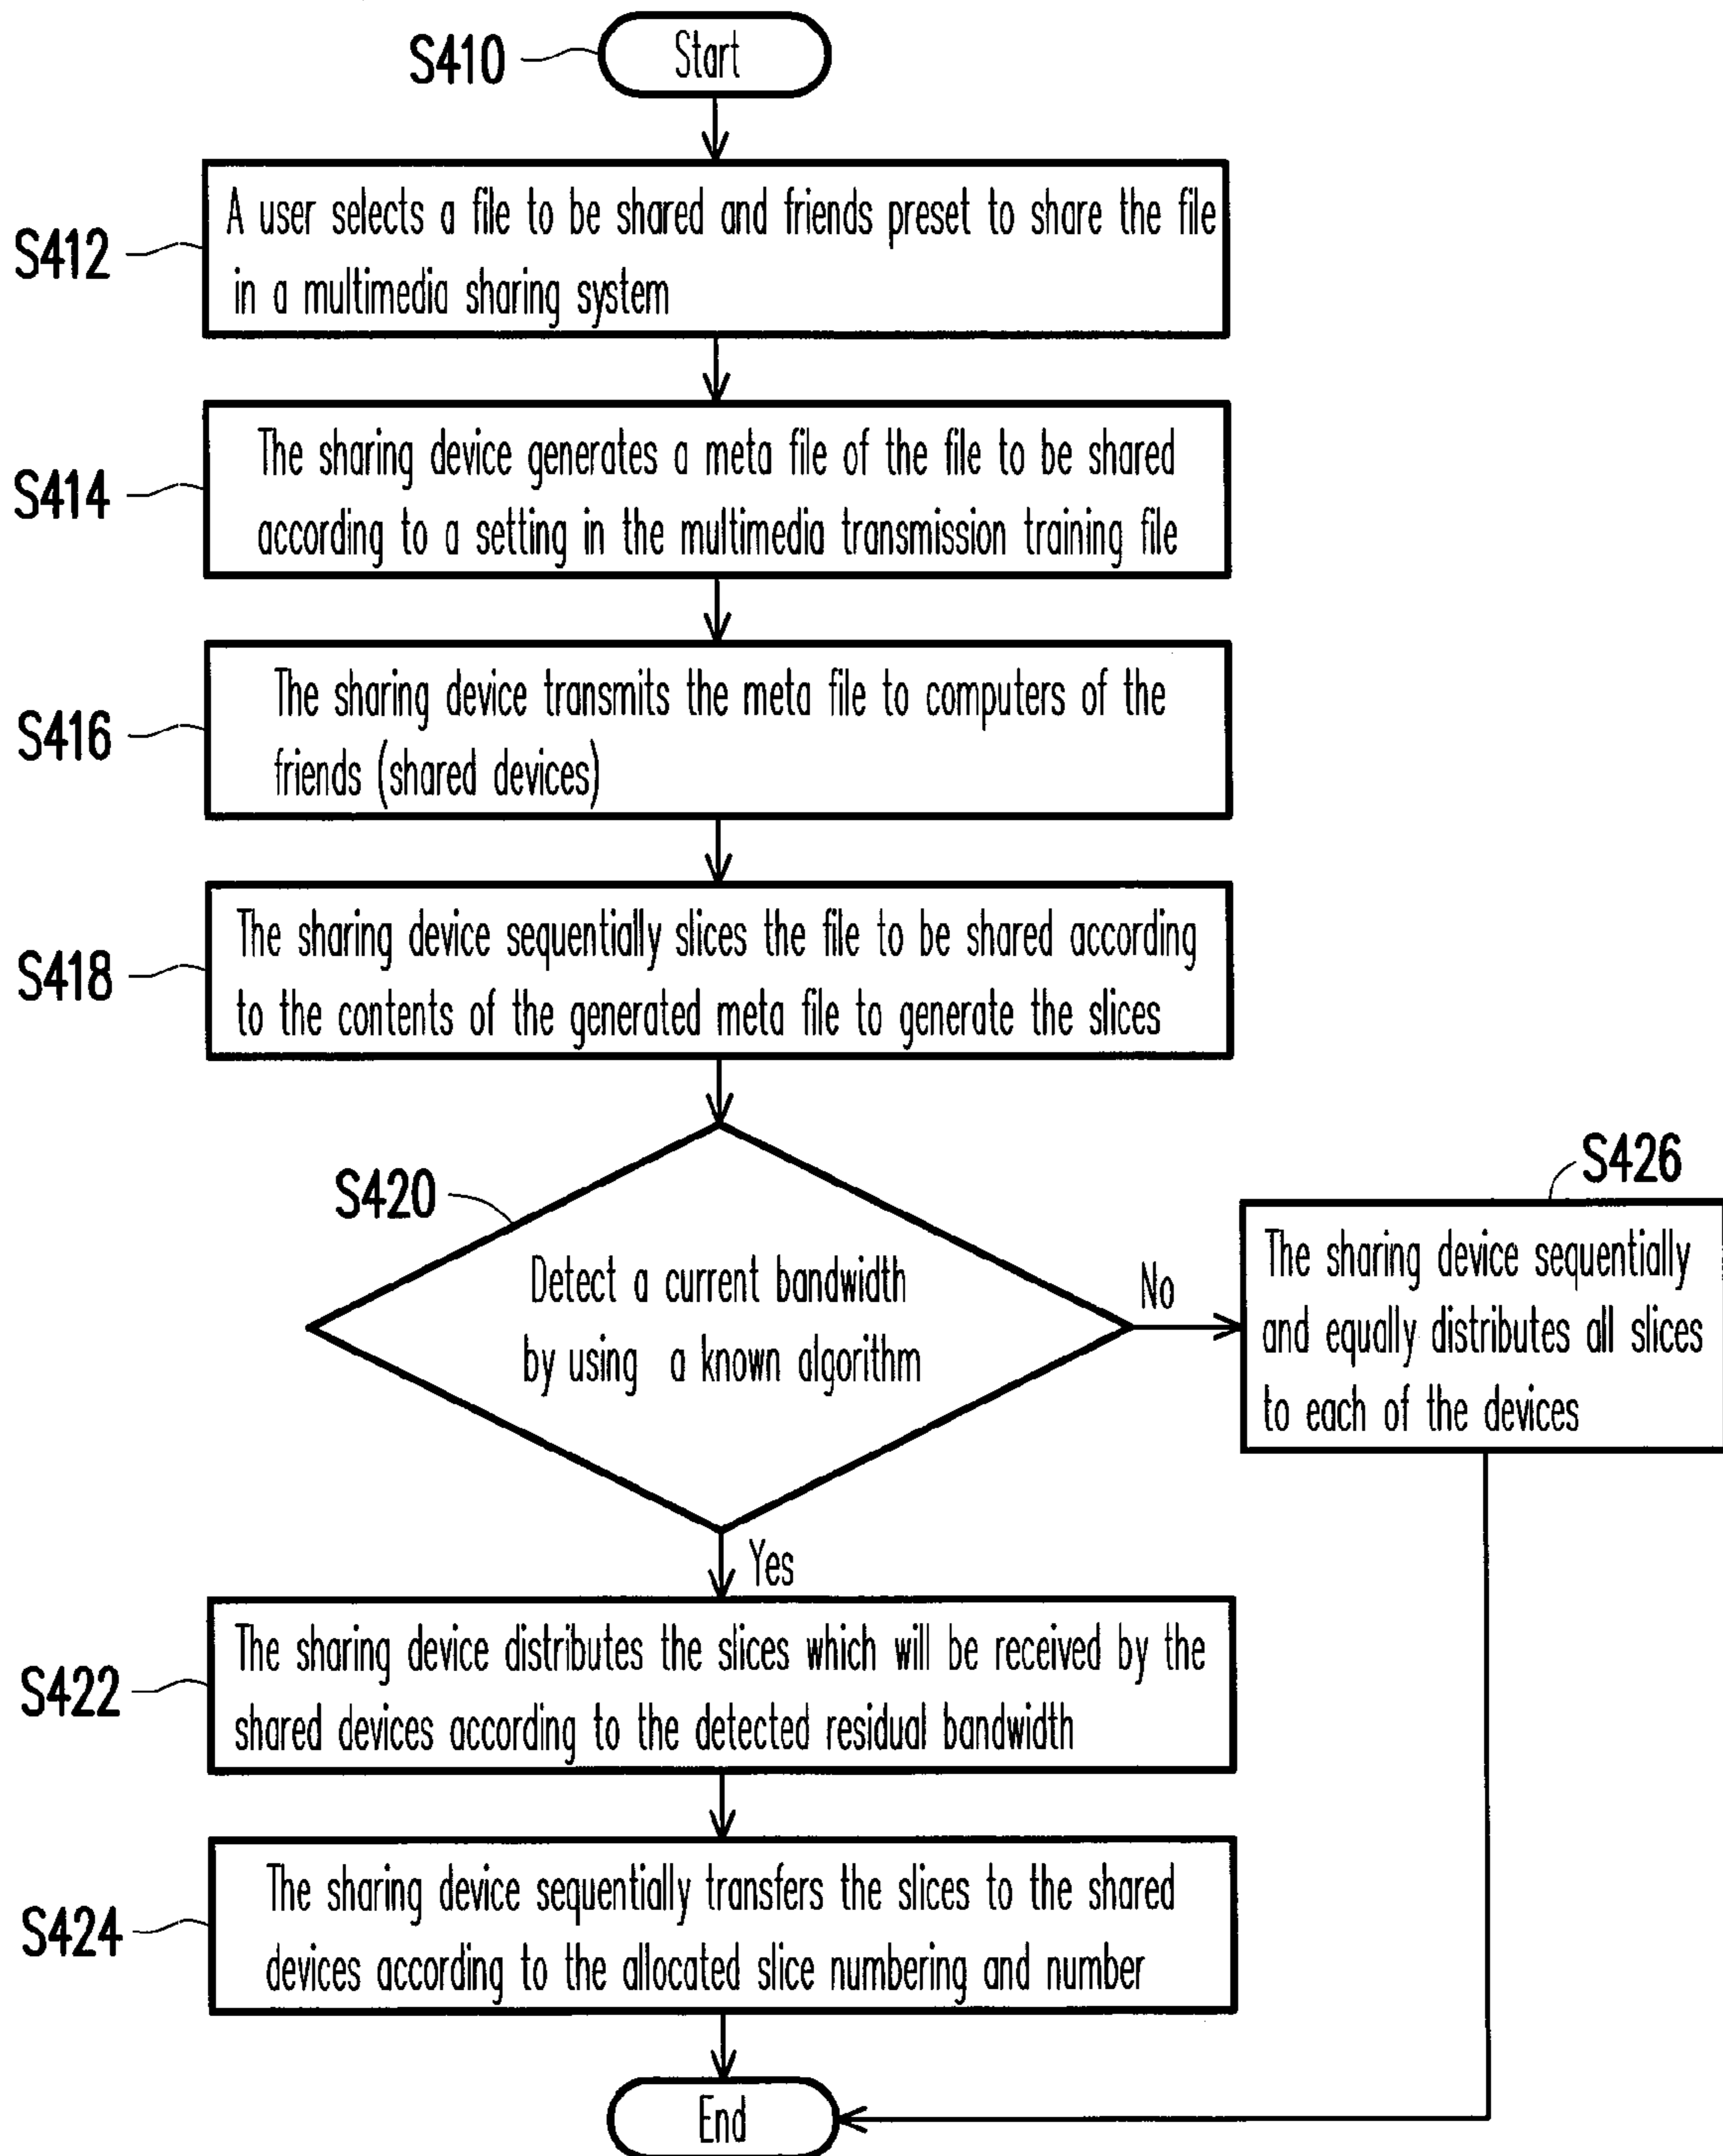 S410
Start
S412
A user selects a file to be shared and friends preset to share the file
in a multimedia sharing system
S414
The sharing device generates a meta file of the file to be shared
according to a setting in the multimedia transmission training file
S416
The sharing device transmits the meta file to computers of the
friends (shared devices)
S418
The sharing device sequentially slices the file to be shared according
to the contents of the generated meta file to generate the slices
S420
Detect a current bandwidth
by using a known algorithm
No
S426
The sharing device sequentially
and equally distributes all slices
to each of the devices
Yes
S422
The sharing device distributes the slices which will be received by the
shared devices according to the detected residual bandwidth
S424
The sharing device sequentially transfers the slices to the shared
devices according to the allocated slice numbering and number
End